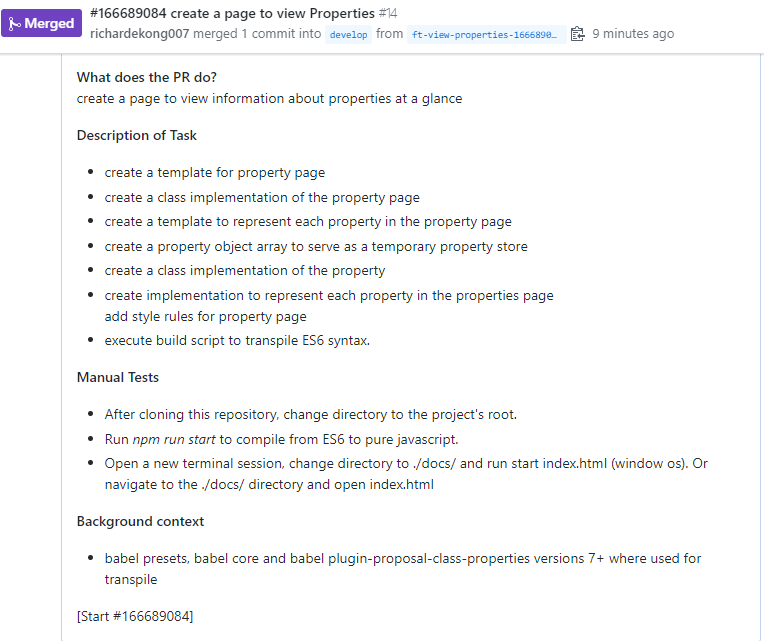 Merged
#166689084 create a page to view Properties #14
richardekong007 merged 1 commit into develop from ft-view-properties-1666890… 9 minutes ago
What does the PR do?
create a page to view information about properties at a glance
Description of Task
create a template for property page
create a class implementation of the property page
create a template to represent each property in the property page
create a property object array to serve as a temporary property store
create a class implementation of the property
create implementation to represent each property in the properties page
add style rules for property page
execute build script to transpile ES6 syntax.
Manual Tests
After cloning this repository, change directory to the project's root.
Run npm run start to compile from ES6 to pure javascript.
Open a new terminal session, change directory to ./docs/ and run start index.html (window os). Or
navigate to the ./docs/ directory and open index.html
Background context
babel presets, babel core and babel plugin-proposal-class-properties versions 7+ where used for
transpile
[Start #166689084]